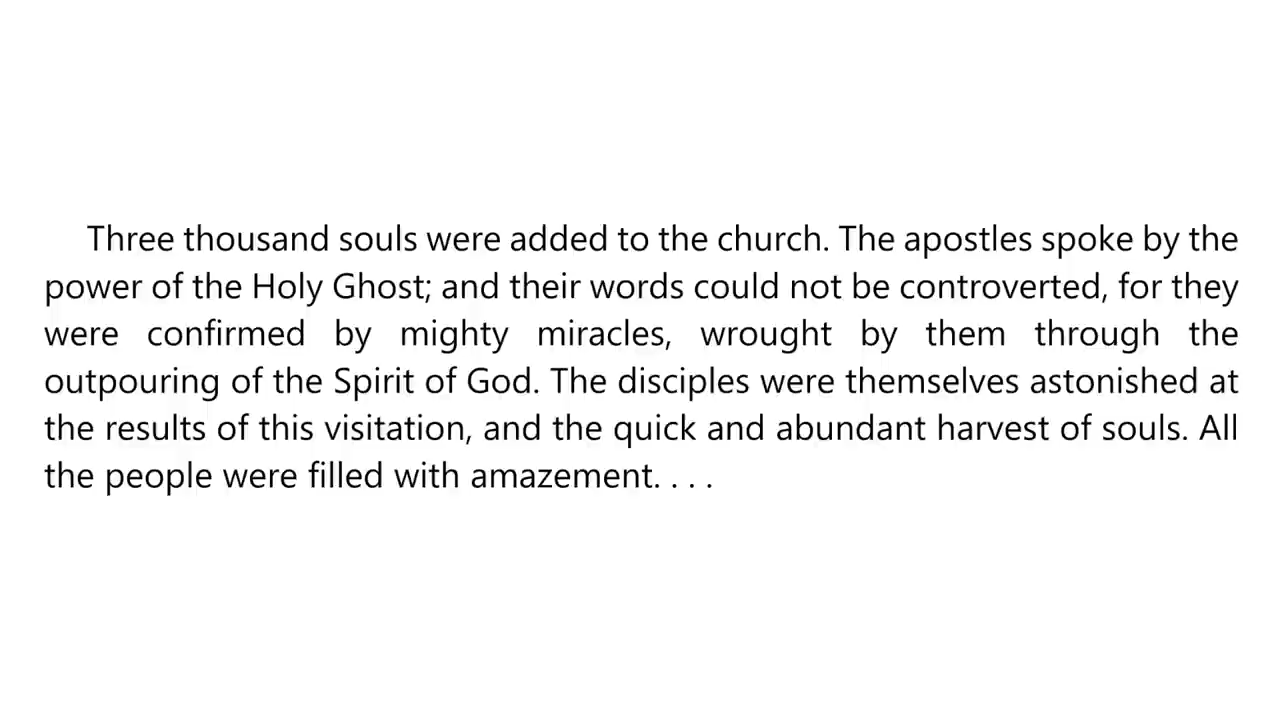 Three thousand souls were added to the church. The apostles spoke by the
power of the Holy Ghost; and their words could not be controverted, for they
were confirmed by mighty miracles, wrought by them through the
outpouring of the Spirit of God. The disciples were themselves astonished at
the results of this visitation, and the quick and abundant harvest of souls. All
the people were filled with amazement. . . .